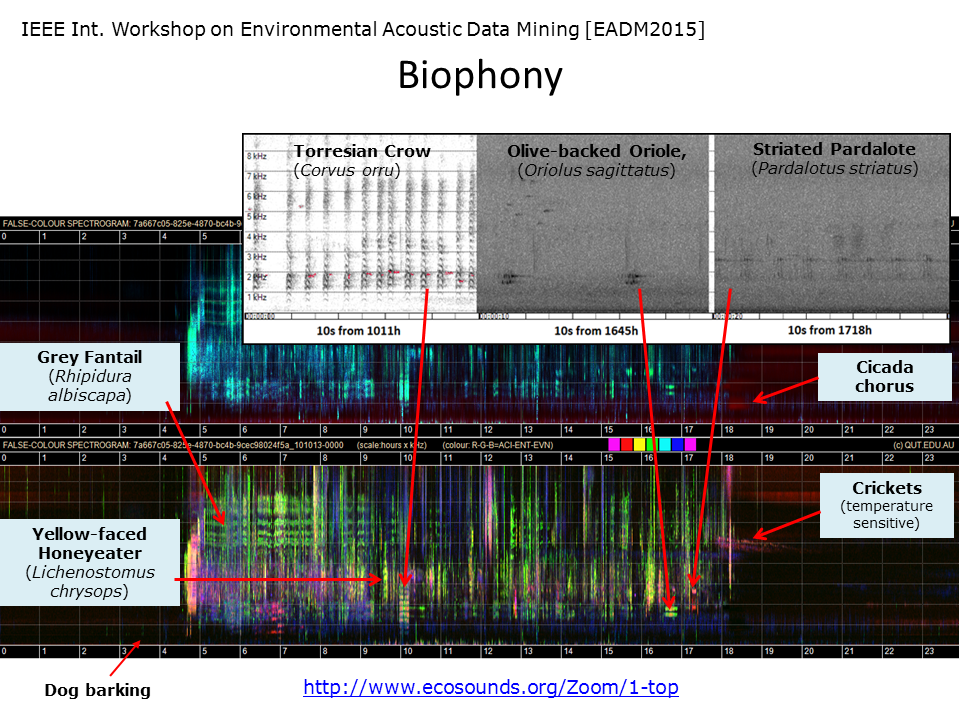 IEEE Int. Workshop on Environmental Acoustic Data Mining [EADM2015]
Biophony
Torresian Crow
(Corvus orru)
Olive-backed Oriole,
(Oriolus sagittatus)
Striated Pardalote
(Pardalotus striatus)
8 kHz
7 kHz
6 kHz
5 kHz
4 kHz
3 kHz
2 kHz
1 kHz
00:00:00
00:00:10
00:00:20
10s from 1011h
10s from 1645h
10s from 1718h
FALSE-COLOUR SPECTROGRAM: 7a667c05-825e-4870-bc4b-9
0 1 2 3 4 5
Grey Fantail
(Rhipidura
albiscapa)
Cicada
chorus
0 1 2 3 4 5 6 7 8 9 10 11 12 13 14 15 16 17 18 19 20 21 22 23
FALSE-COLOUR SPECTROGRAM: 7a667c05-825e-4870-bc4b-9cec98024f5a_101013-0000 (scale:hours x kHz) (colour: R-G-B=ACI-ENT-EVN) (c) QUT.EDU.AU
0 1 2 3 4 5 6 7 8 9 10 11 12 13 14 15 16 17 18 19 20 21 22 23
Crickets
(temperature
sensitive)
Yellow-faced
Honeyeater
(Lichenostomus
chrysops)
0 1 2 3 4 5 6 7 8 9 10 11 12 13 14 15 16 17 18 19 20 21 22 23
Dog barking
http://www.ecosounds.org/Zoom/1-top